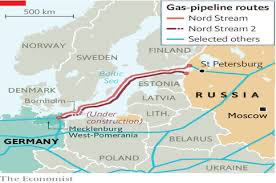 500 km
Gas-pipeline routes
Nord Stream
Nord Stream 2
Selected others
NORWAY
SWEDEN
FINLAND
St Petersburg
Baltic
Sea
ESTONIA
RUSSIA
DENMARK
LATVIA
Bornholm
Moscow
(Under
construction)
LITH.
Mecklenburg
West-Pomerania
BELARUS
GERMANY
POLAND
UKRAINE
The Economist